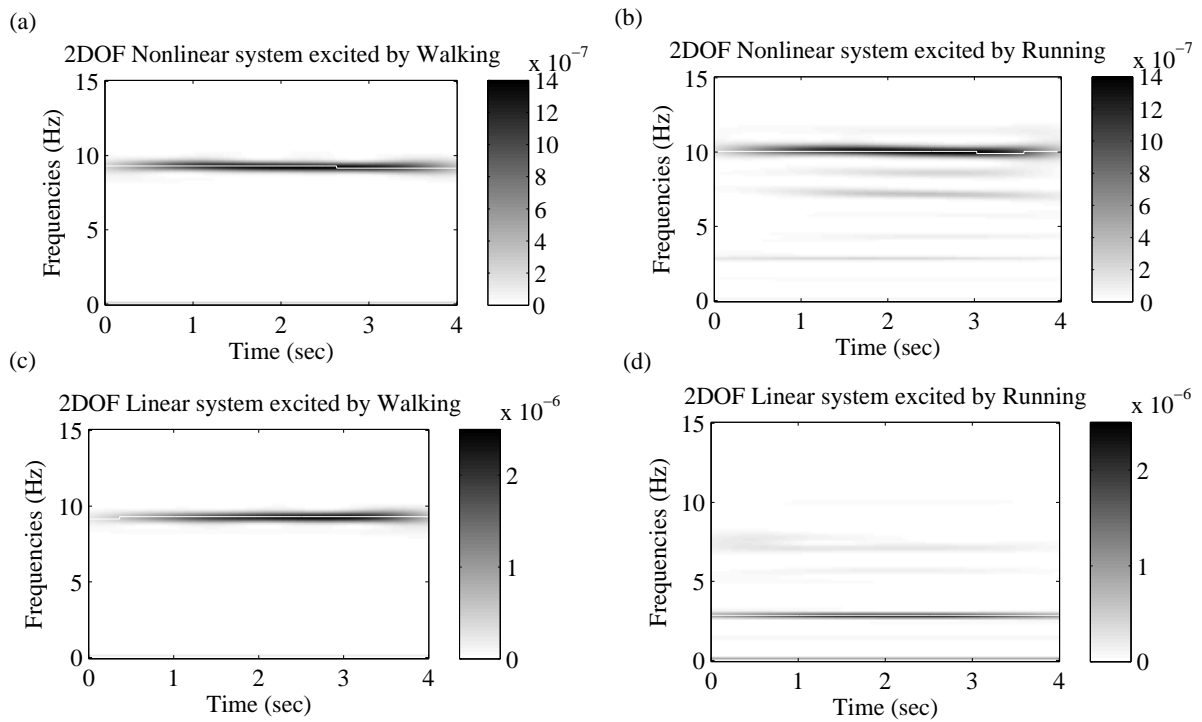 (a)
2DOF Nonlinear system excited by Walking
x 10⁻⁷
15
10
5
0
Frequencies (Hz)
0 1 2 3 4
Time (sec)
14
12
10
8
6
4
2
0
(b)
2DOF Nonlinear system excited by Running
x 10⁻⁷
15
10
5
0
Frequencies (Hz)
0 1 2 3 4
Time (sec)
14
12
10
8
6
4
2
0
(c)
2DOF Linear system excited by Walking
x 10⁻⁶
15
10
5
0
Frequencies (Hz)
0 1 2 3 4
Time (sec)
2
1
0
(d)
2DOF Linear system excited by Running
x 10⁻⁶
15
10
5
0
Frequencies (Hz)
0 1 2 3 4
Time (sec)
2
1
0